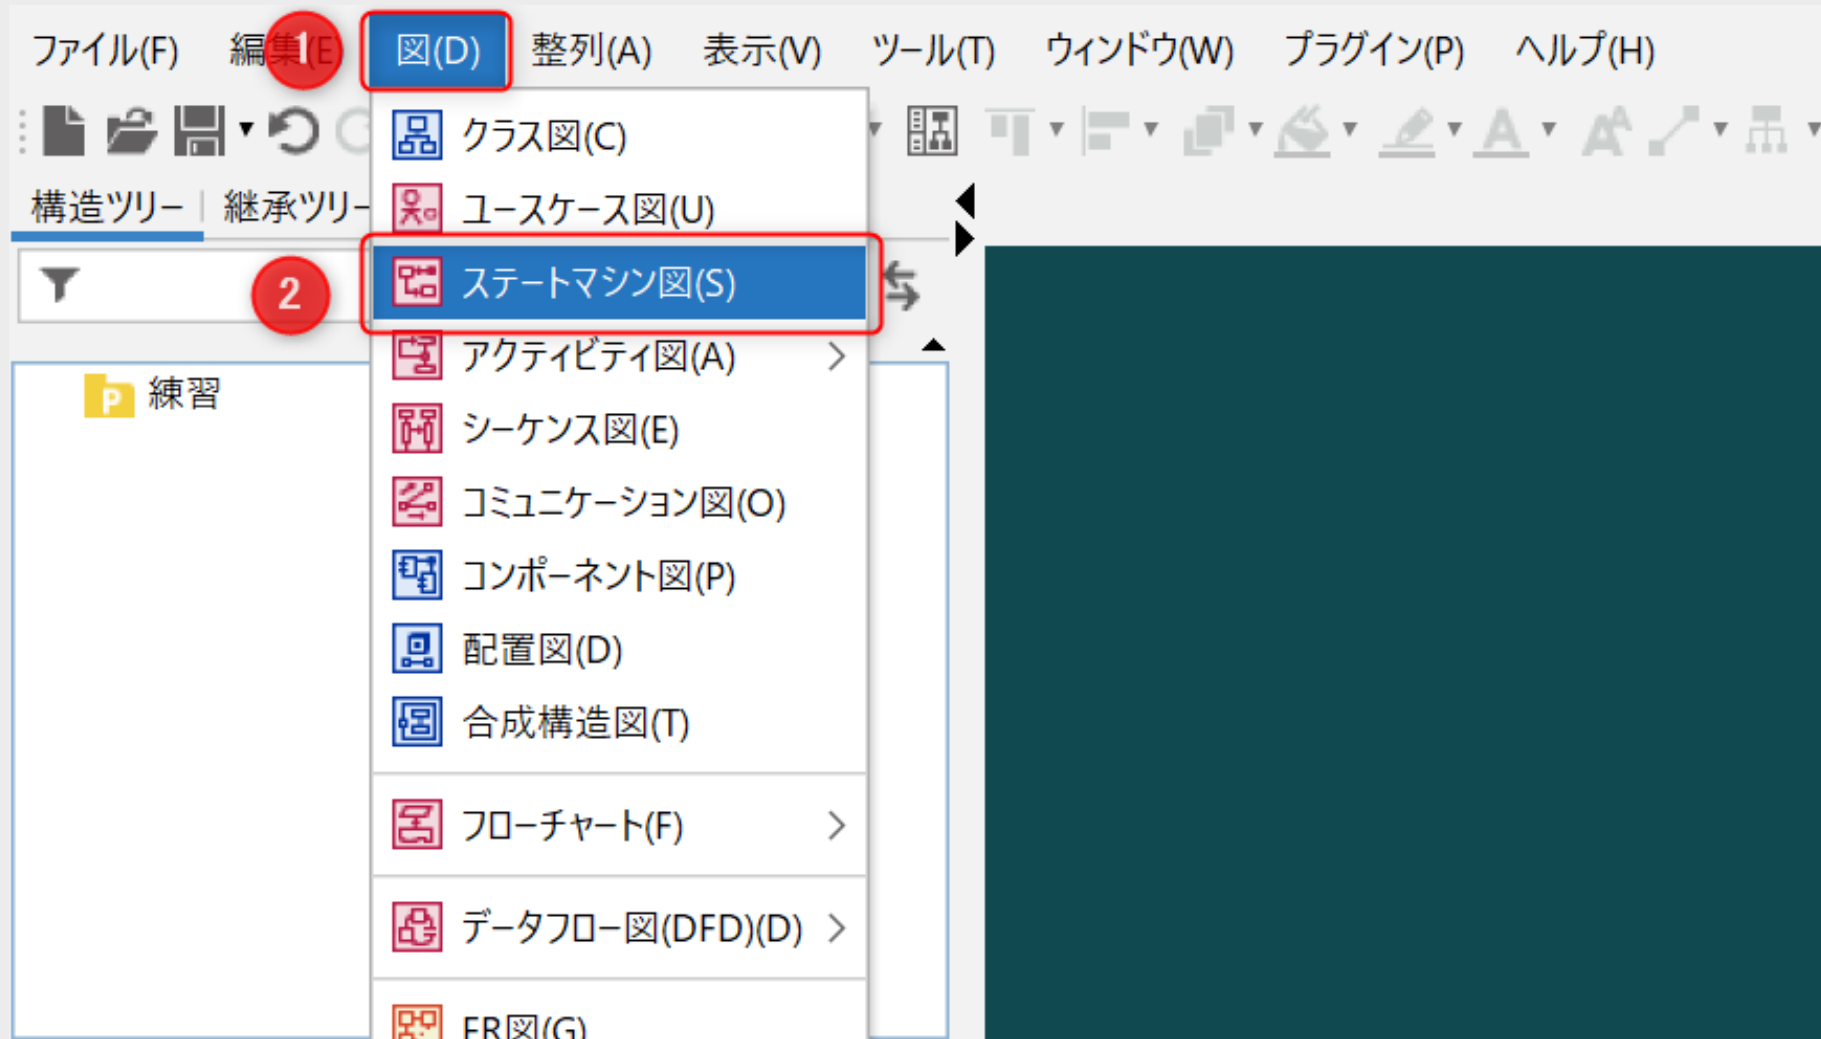 ファイル(F) 編集(E) 図(D) 整列(A) 表示(V) ツール(T) ウィンドウ(W) プラグイン(P) ヘルプ(H)
1
構造ツリー 継承ツリー
クラス図(C)
ユースケース図(U)
2
ステートマシン図(S)
アクティビティ図(A)
練習
シーケンス図(E)
コミュニケーション図(O)
コンポーネント図(P)
配置図(D)
合成構造図(T)
フローチャート(F)
データフロー図(DFD)(D)
ER図(G)